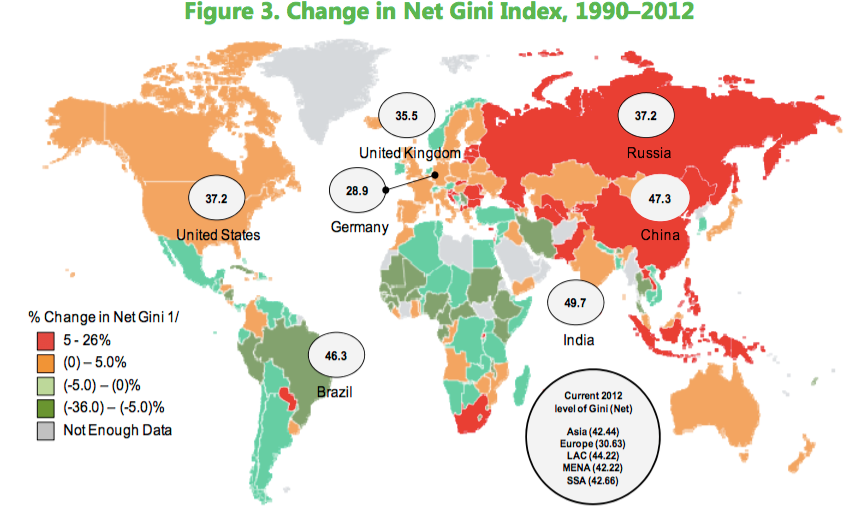 Figure 3. Change in Net Gini Index, 1990–2012
35.5
United Kingdom
37.2
Russia
28.9
Germany
37.2
United States
47.3
China
49.7
India
46.3
Brazil
% Change in Net Gini 1/
5 - 26%
(0) – 5.0%
(-5.0) – (0)%
(-36.0) – (-5.0)%
Not Enough Data
Current 2012
level of Gini (Net)
Asia (42.44)
Europe (30.63)
LAC (44.22)
MENA (42.22)
SSA (42.66)